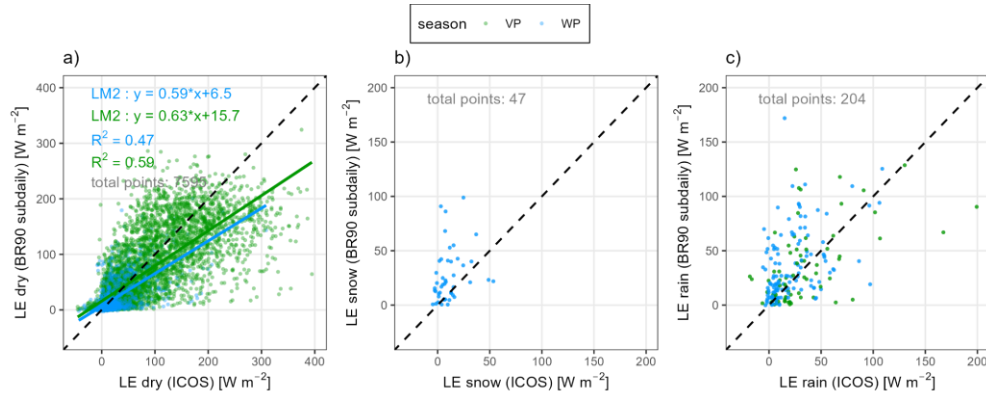 season VP WP
a)
LM2 : y = 0.59*x+6.5
LM2 : y = 0.63*x+15.7
R² = 0.47
R² = 0.59
total points: 7595
400
300
200
100
0
LE dry (BR90 subdaily) [W m⁻²]
0 100 200 300 400
LE dry (ICOS) [W m⁻²]
b)
total points: 47
200
150
100
50
0
LE snow (BR90 subdaily) [W m⁻²]
0 50 100 150 200
LE snow (ICOS) [W m⁻²]
c)
total points: 204
200
150
100
50
0
LE rain (BR90 subdaily) [W m⁻²]
0 50 100 150 200
LE rain (ICOS) [W m⁻²]